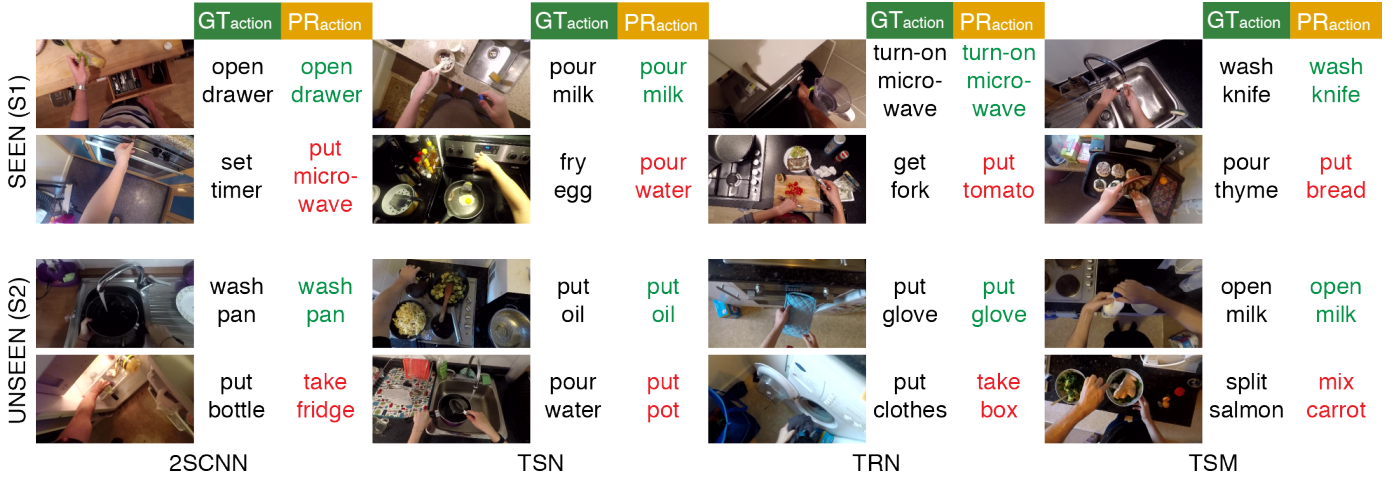 GTaction PRaction GTaction PRaction GTaction PRaction GTaction PRaction
SEEN (S1)
open
drawer
open
drawer
pour
milk
pour
milk
turn-on
micro-
wave
turn-on
micro-
wave
wash
knife
wash
knife
set
timer
put
micro-
wave
fry
egg
pour
water
get
fork
put
tomato
pour
thyme
put
bread
UNSEEN (S2)
wash
pan
wash
pan
put
oil
put
oil
put
glove
put
glove
open
milk
open
milk
put
bottle
take
fridge
pour
water
put
pot
put
clothes
take
box
split
salmon
mix
carrot
2SCNN TSN TRN TSM